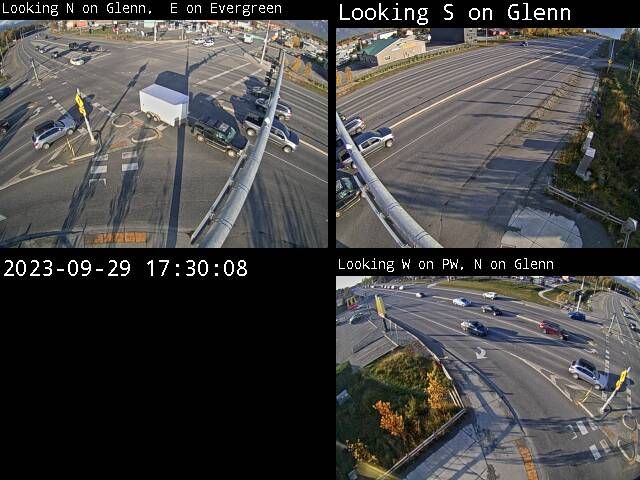 Looking N on Glenn,  E on Evergreen
Looking S on Glenn
2023-09-29 17:30:08
Looking W on PW, N on Glenn